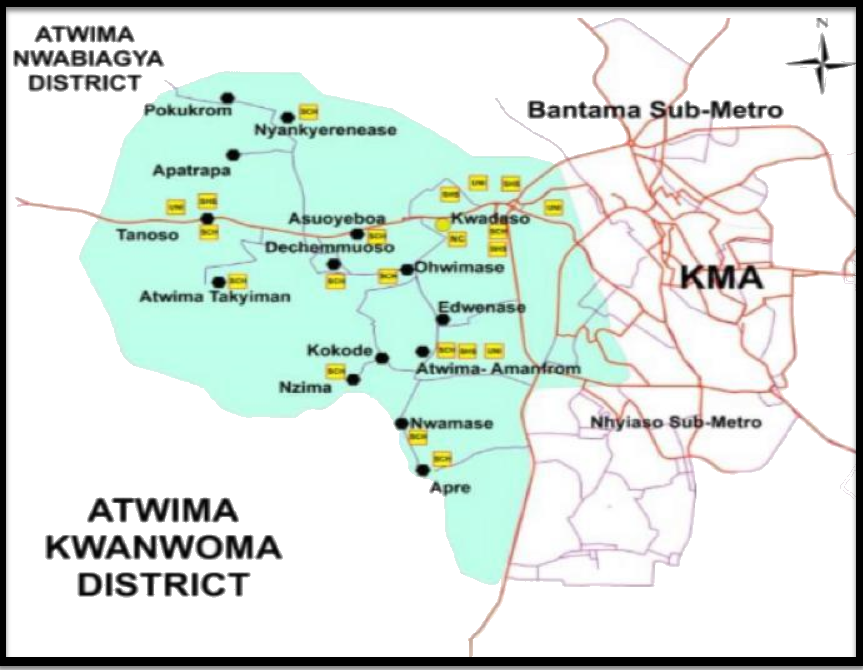 ATWIMA
NWABIAGYA
DISTRICT
N
Bantama Sub-Metro
Pokukrom
SCH
Nyankyerenease
Apatrapa
UNI
SHS
SHS
UNI
SHS
UNI
Tanoso
SCH
Asuoyeboa
SCH
Kwadaso
NC
SCH
SHS
Dechemmuoso
SCH
SCH
Ohwimase
KMA
SCH
Atwima Takyiman
Edwenase
Kokode
SCH
SHS
UNI
Atwima- Amanfrom
SCH
Nzima
Nwamase
SCH
Nhyiaso Sub-Metro
SCH
Apre
ATWIMA
KWANWOMA
DISTRICT